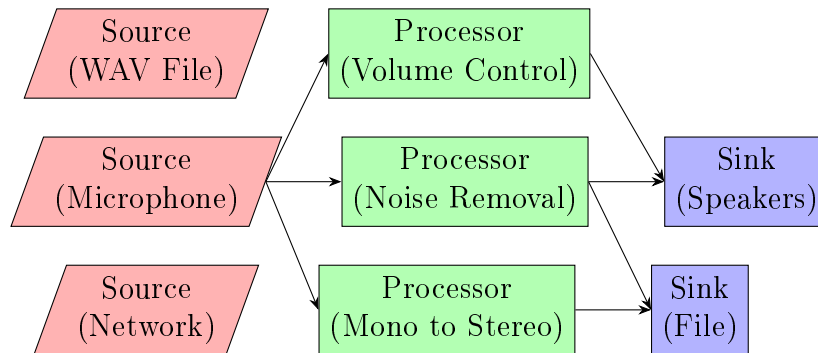 Source
(WAV File)
Processor
(Volume Control)
Source
(Microphone)
Processor
(Noise Removal)
Sink
(Speakers)
Source
(Network)
Processor
(Mono to Stereo)
Sink
(File)